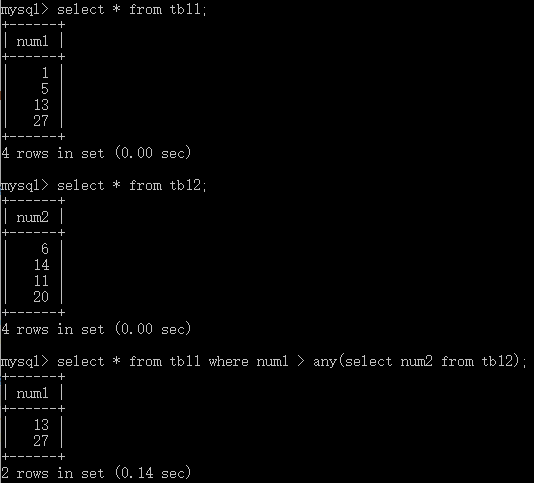 mysql> select * from tbl1;
+------+
| num1 |
+------+
|    1 |
|    5 |
|   13 |
|   27 |
+------+
4 rows in set (0.00 sec)
mysql> select * from tbl2;
+------+
| num2 |
+------+
|    6 |
|   14 |
|   11 |
|   20 |
+------+
4 rows in set (0.00 sec)
mysql> select * from tbl1 where num1 > any(select num2 from tbl2);
+------+
| num1 |
+------+
|   13 |
|   27 |
+------+
2 rows in set (0.14 sec)